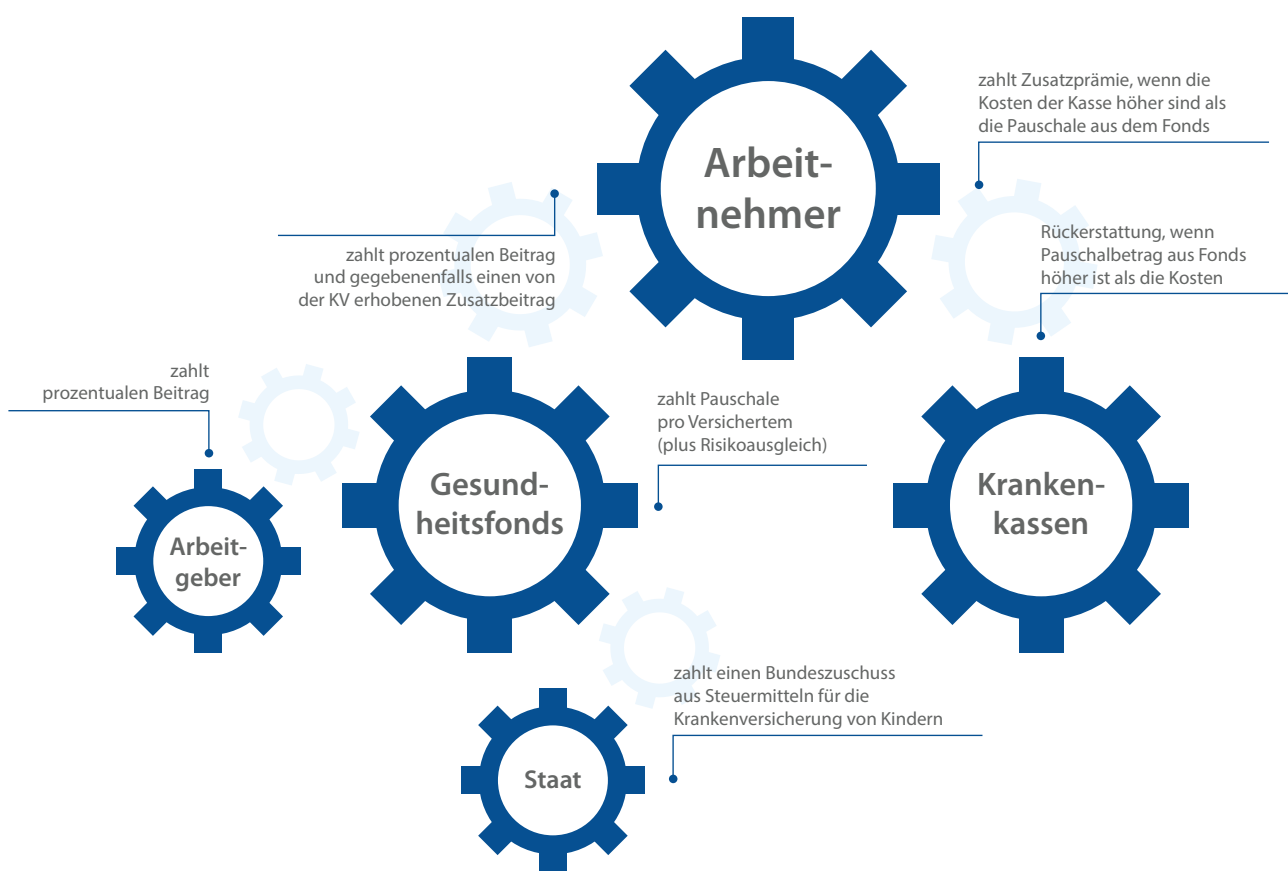 zahlt Zusatzprämie, wenn die
Kosten der Kasse höher sind als
die Pauschale aus dem Fonds
Arbeit-
nehmer
zahlt prozentualen Beitrag
und gegebenenfalls einen von
der KV erhobenen Zusatzbeitrag
Rückerstattung, wenn
Pauschalbetrag aus Fonds
höher ist als die Kosten
zahlt
prozentualen Beitrag
zahlt Pauschale
pro Versichertem
(plus Risikoausgleich)
Gesund-
heitsfonds
Kranken-
kassen
Arbeit-
geber
zahlt einen Bundeszuschuss
aus Steuermitteln für die
Krankenversicherung von Kindern
Staat